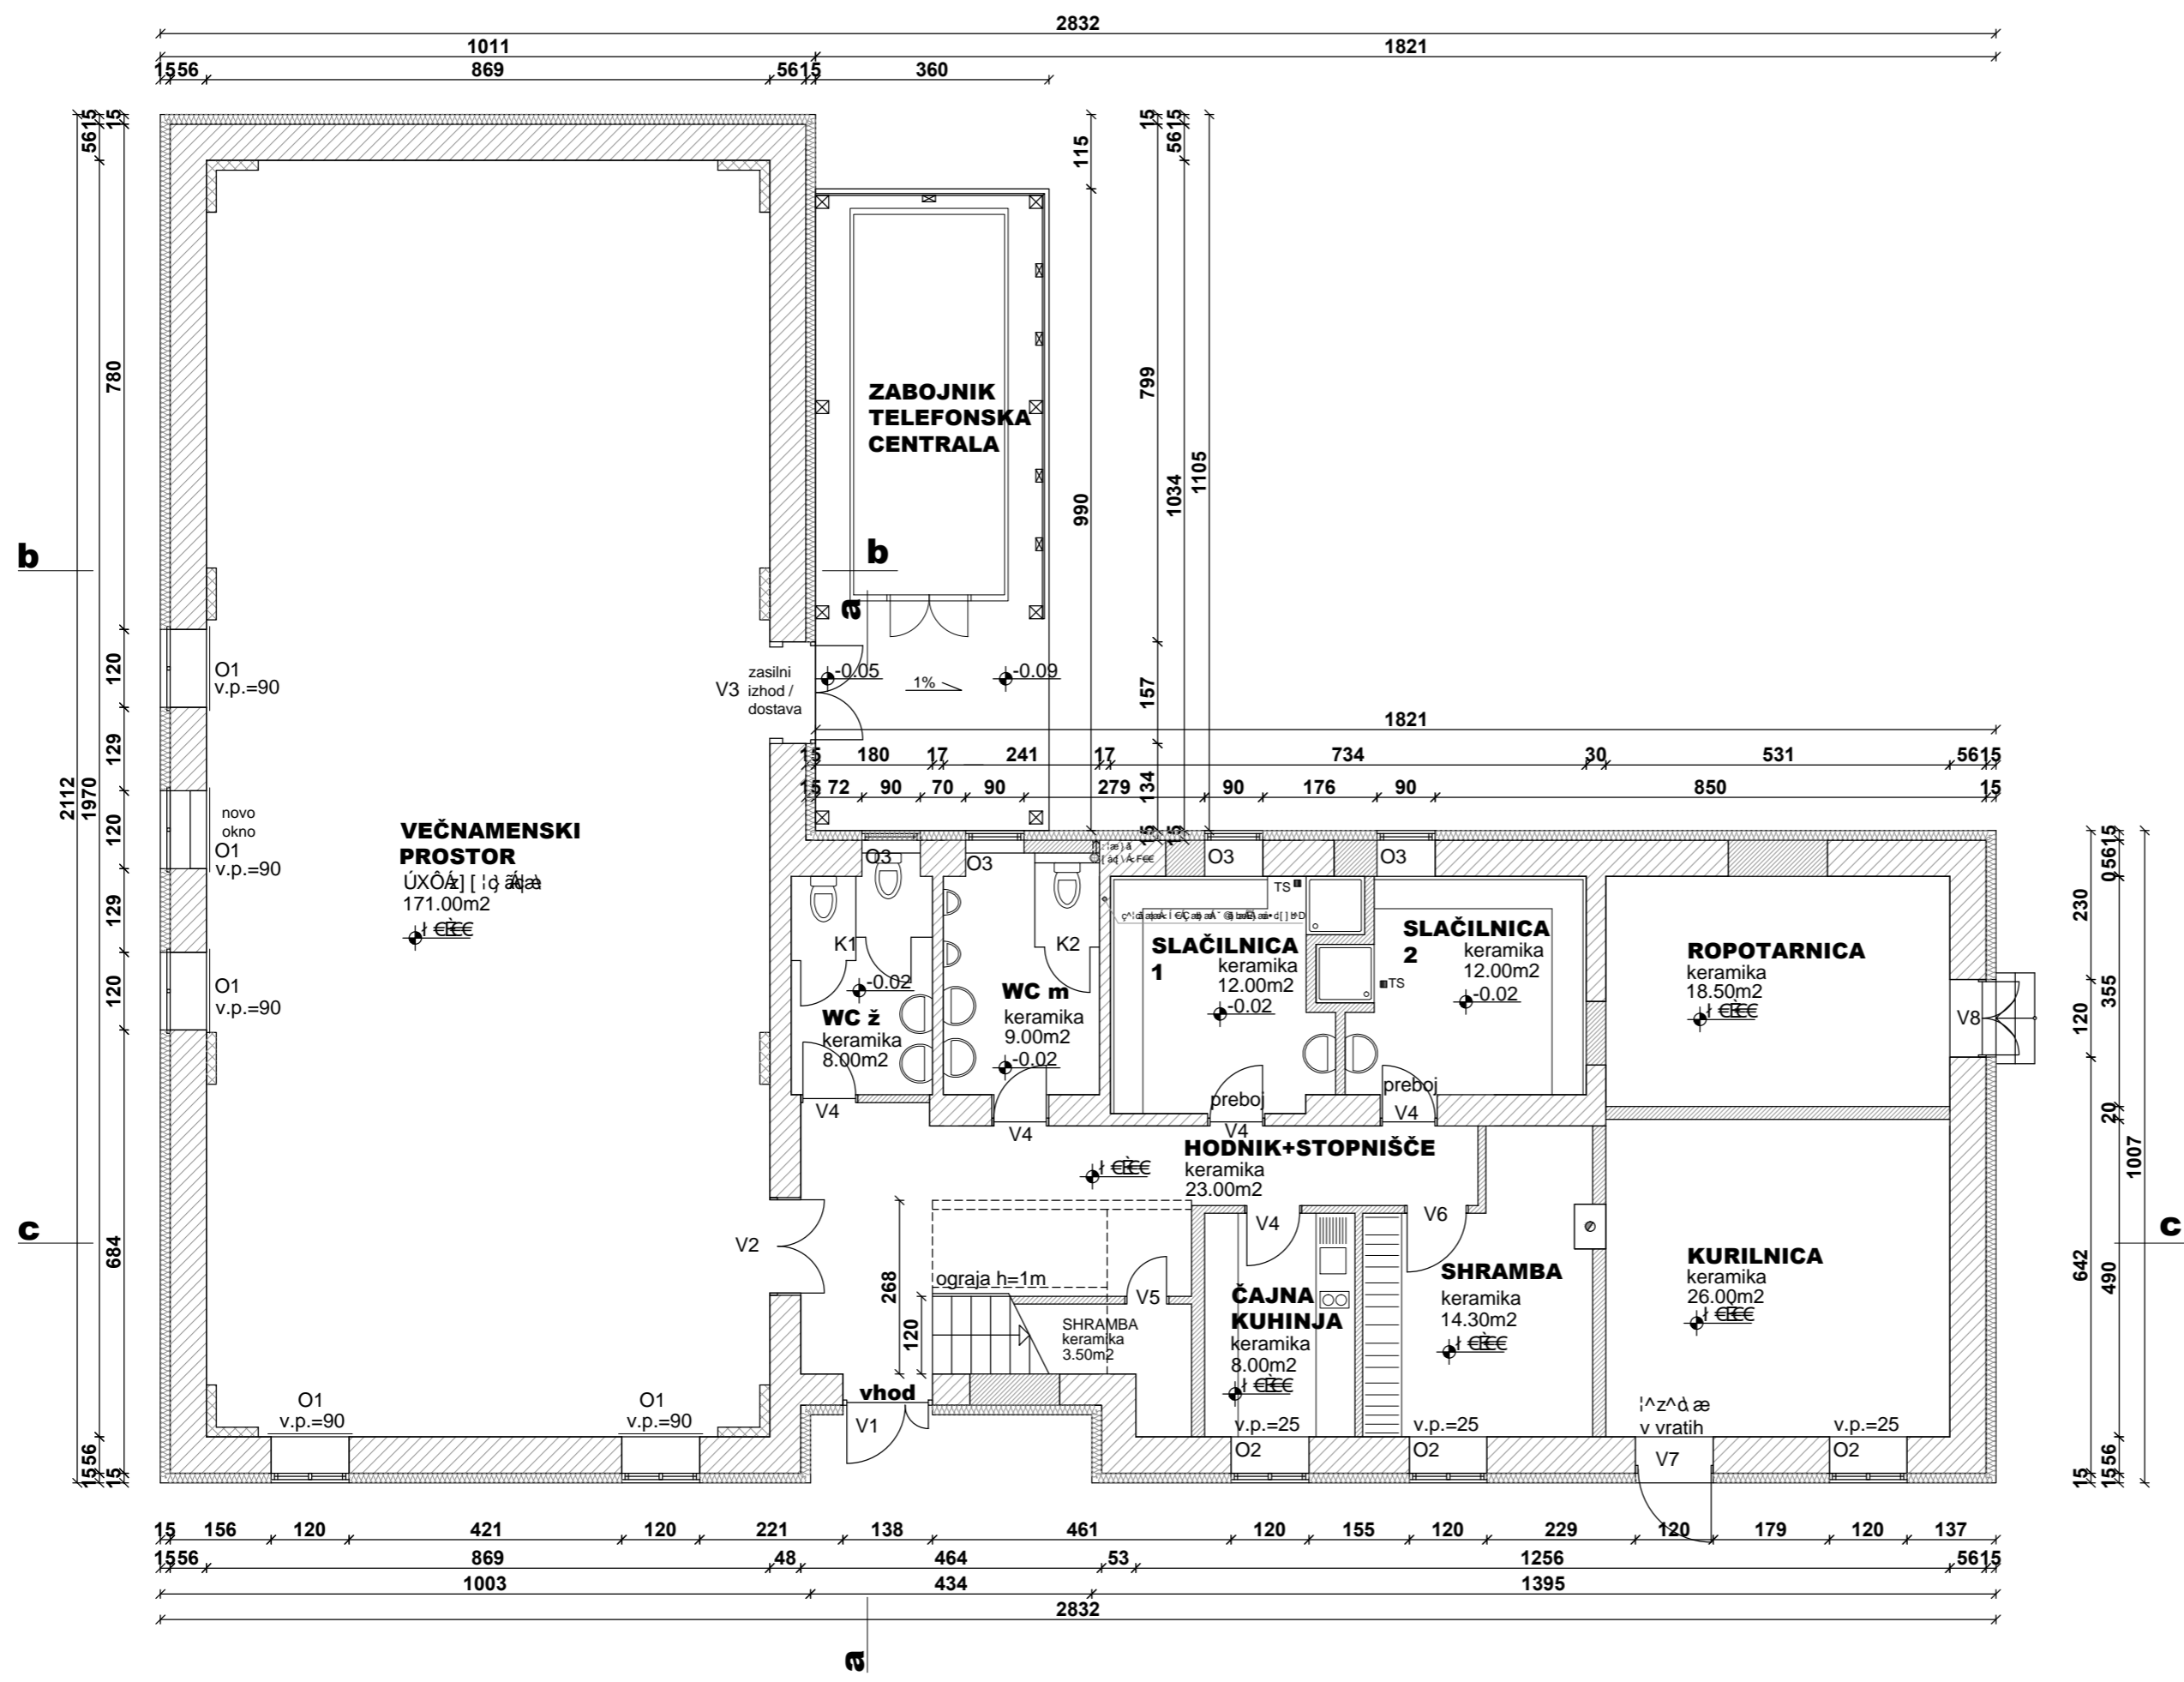 2832
1011 1821
15 56 869 56 15 360
15 56 15
115 15 56 15
780
990 799 1034 1105
ZABOJNIK
TELEFONSKA
CENTRALA
b
b
a
120
O1
v.p.=90
V3
zasilni
izhod /
dostava
-0.05
1%
-0.09
157
1821
129
15 180 17 241 17 734 30 531 56 15
15 72 90 70 90 279 134 90 176 90 850 15
2112 1970
15 15
120
novo
okno
O1
v.p.=90
VEČNAMENSKI
PROSTOR
171.00m2
129
120
O1
v.p.=90
O3
O3
O3
O3
K1
K2
-0.02
WC ž
keramika
8.00m2
WC m
keramika
9.00m2
-0.02
TS
SLAČILNICA
1
keramika
12.00m2
-0.02
SLAČILNICA
2
keramika
12.00m2
-0.02
TS
ROPOTARNICA
keramika
18.50m2
V8
56 15
230
355
120
20
1007
V4
V4
preboj
V4
preboj
V4
HODNIK+STOPNIŠČE
keramika
23.00m2
c
c
684
V2
268
120
ograja h=1m
V5
SHRAMBA
keramika
3.50m2
V4
V6
ČAJNA
KUHINJA
keramika
8.00m2
v.p.=25
O2
SHRAMBA
keramika
14.30m2
v.p.=25
O2
KURILNICA
keramika
26.00m2
642
490
v vratih
V7
v.p.=25
O2
vhod
V1
O1
v.p.=90
O1
v.p.=90
15 56 15
15 15 56
15 156 120 421 120 221 138 461 120 155 120 229 120 179 120 137
15 56 869 48 464 53 1256 56 15
1003 434 1395
2832
a